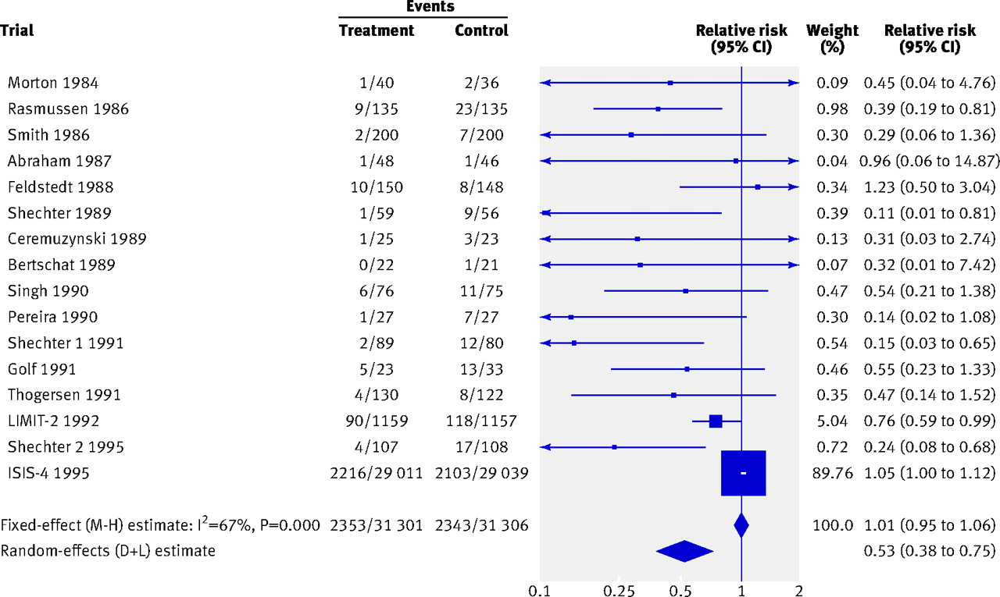 Events
Trial Treatment Control Relative risk (95% CI) Weight (%) Relative risk (95% CI)
Morton 1984 1/40 2/36 0.09 0.45 (0.04 to 4.76)
Rasmussen 1986 9/135 23/135 0.98 0.39 (0.19 to 0.81)
Smith 1986 2/200 7/200 0.30 0.29 (0.06 to 1.36)
Abraham 1987 1/48 1/46 0.04 0.96 (0.06 to 14.87)
Feldstedt 1988 10/150 8/148 0.34 1.23 (0.50 to 3.04)
Shechter 1989 1/59 9/56 0.39 0.11 (0.01 to 0.81)
Ceremuzynski 1989 1/25 3/23 0.13 0.31 (0.03 to 2.74)
Bertschat 1989 0/22 1/21 0.07 0.32 (0.01 to 7.42)
Singh 1990 6/76 11/75 0.47 0.54 (0.21 to 1.38)
Pereira 1990 1/27 7/27 0.30 0.14 (0.02 to 1.08)
Shechter 1 1991 2/89 12/80 0.54 0.15 (0.03 to 0.65)
Golf 1991 5/23 13/33 0.46 0.55 (0.23 to 1.33)
Thogersen 1991 4/130 8/122 0.35 0.47 (0.14 to 1.52)
LIMIT-2 1992 90/1159 118/1157 5.04 0.76 (0.59 to 0.99)
Shechter 2 1995 4/107 17/108 0.72 0.24 (0.08 to 0.68)
ISIS-4 1995 2216/29 011 2103/29 039 89.76 1.05 (1.00 to 1.12)
Fixed-effect (M-H) estimate: I²=67%, P=0.000 2353/31 301 2343/31 306 100.0 1.01 (0.95 to 1.06)
Random-effects (D+L) estimate 0.53 (0.38 to 0.75)
0.1 0.25 0.5 1 2